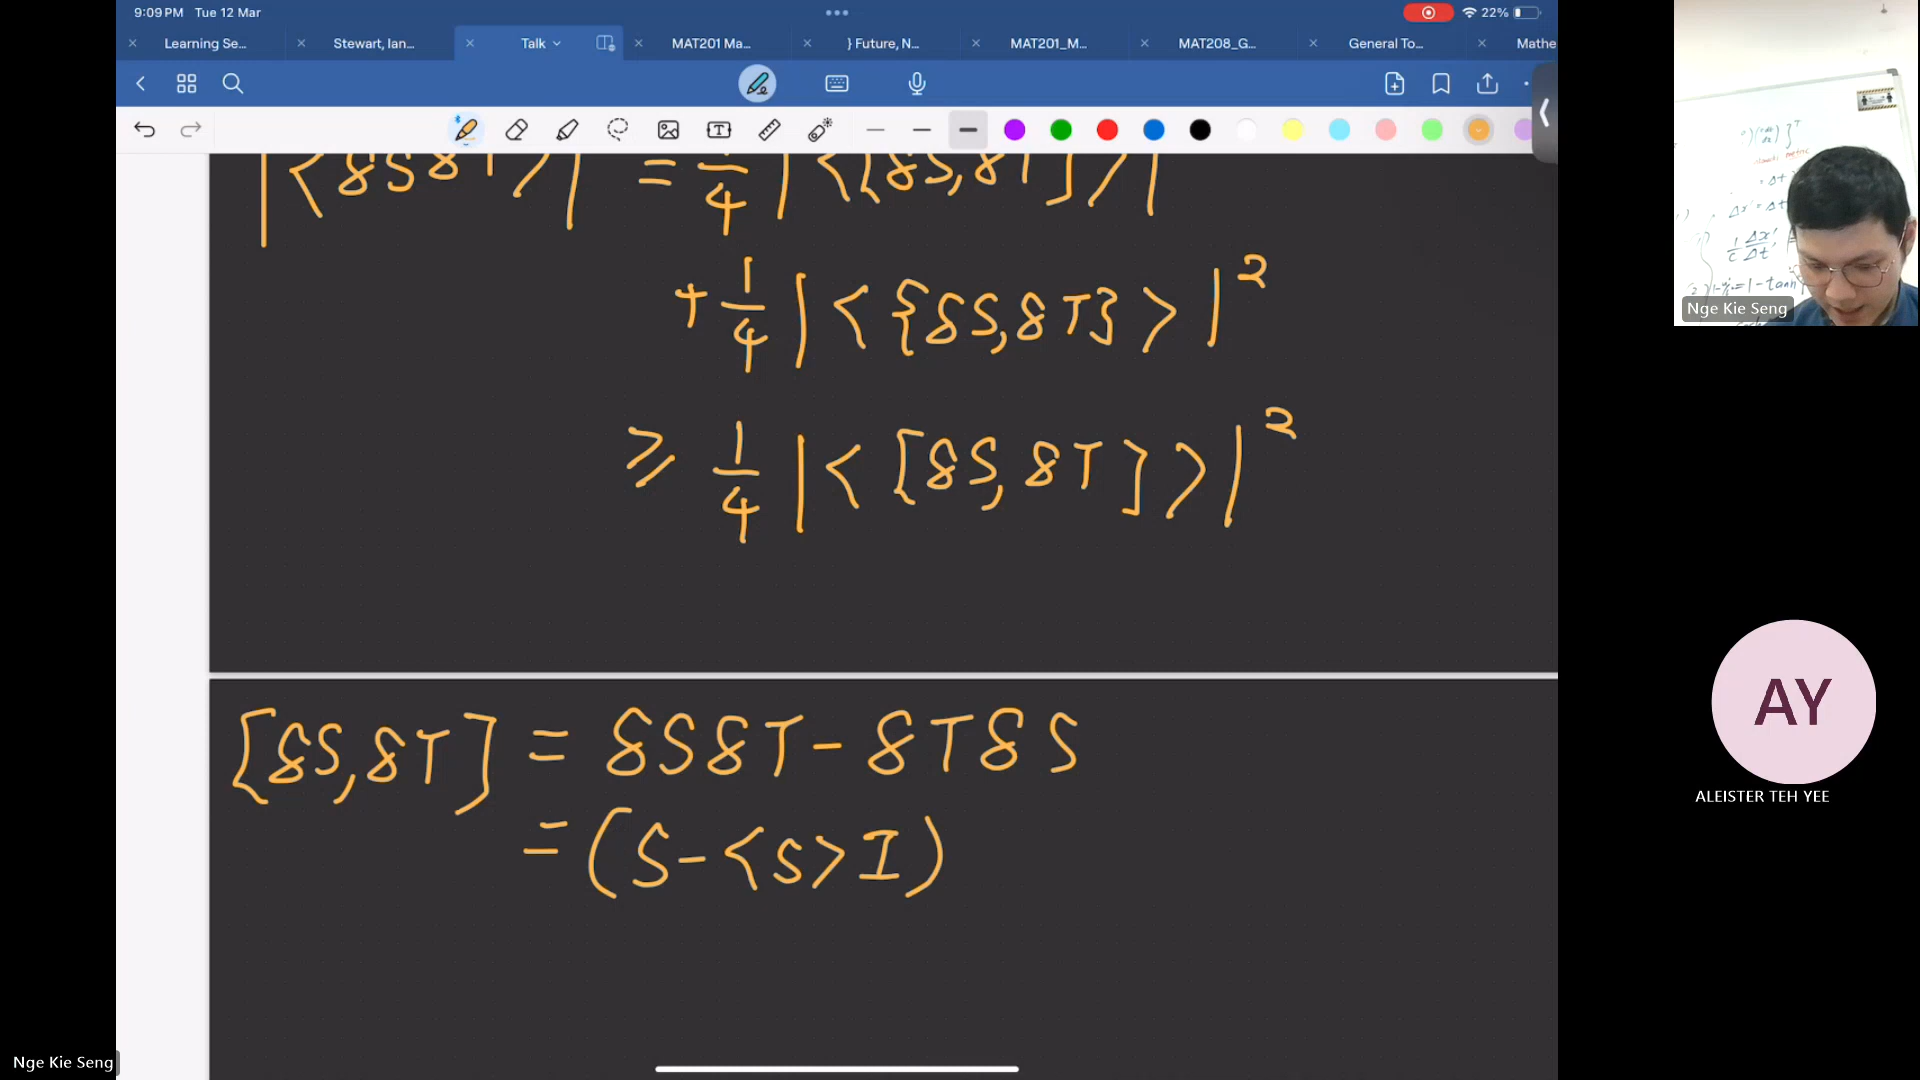 9:09 PM Tue 12 Mar
22%
Learning Se... Stewart, Ian... Talk MAT201 Ma... } Future, N... MAT201_M... MAT208_G... General To... Mathe
|<δSδT>| = 1/4 |<[δS,δT]>|
+ 1/4 |<{δS,δT}>|²
≥ 1/4 |<[δS,δT]>|²
[δS,δT] = δSδT - δTδS
= (S-<S>I)
Nge Kie Seng
AY
ALEISTER TEH YEE
Nge Kie Seng